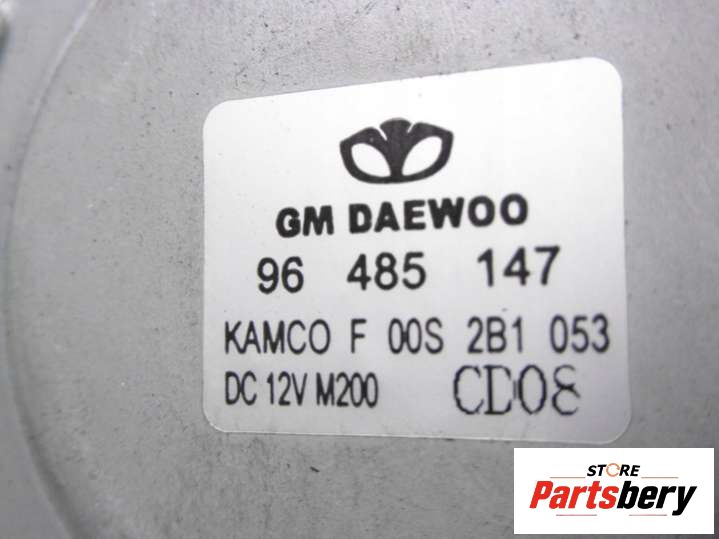 GM DAEWOO
96 485 147
KAMCO F 00S 2B1 053
DC 12V M200 CD08
STORE
Partsbery